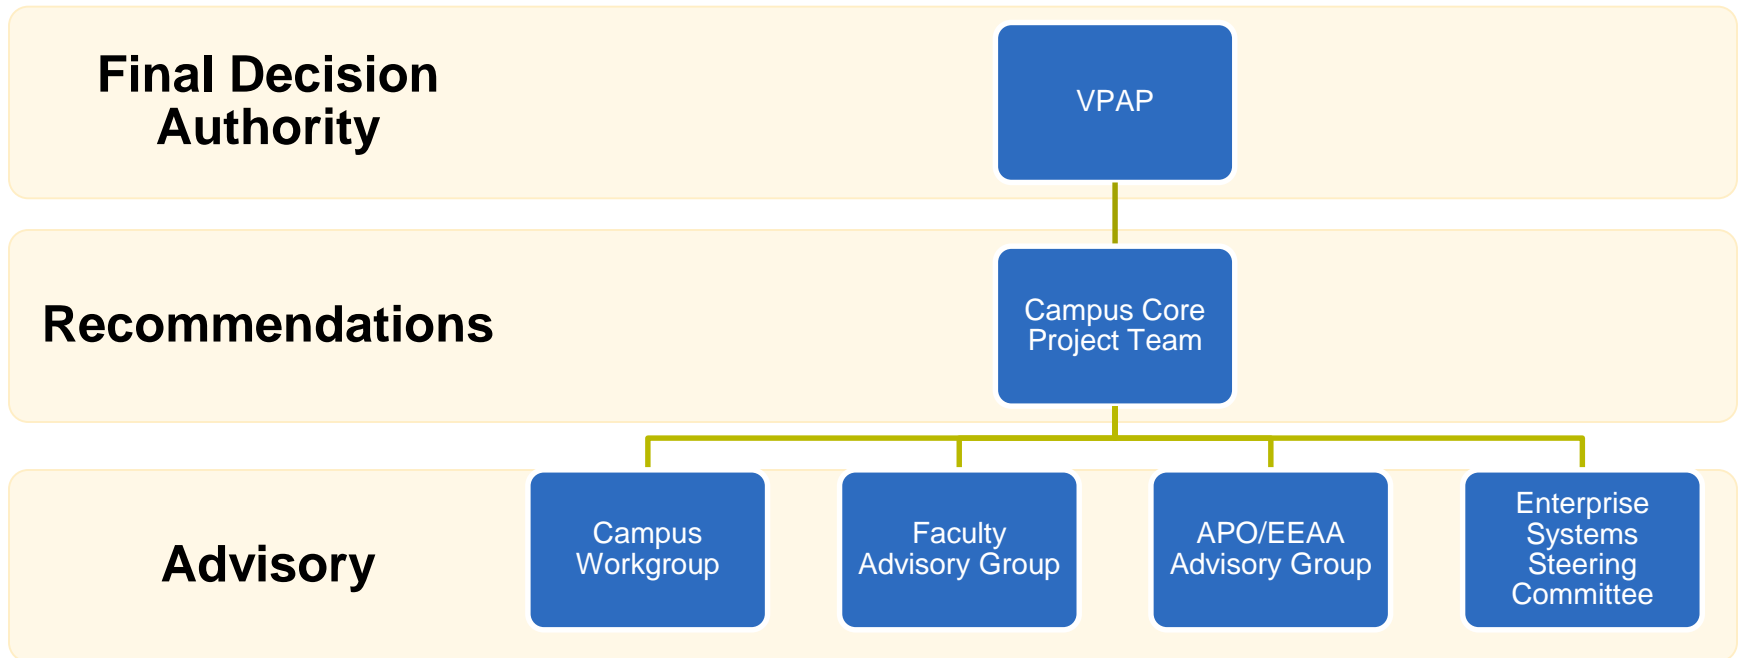 Final Decision
Authority
VPAP
Recommendations
Campus Core
Project Team
Advisory
Campus
Workgroup
Faculty
Advisory Group
APO/EEAA
Advisory Group
Enterprise
Systems
Steering
Committee